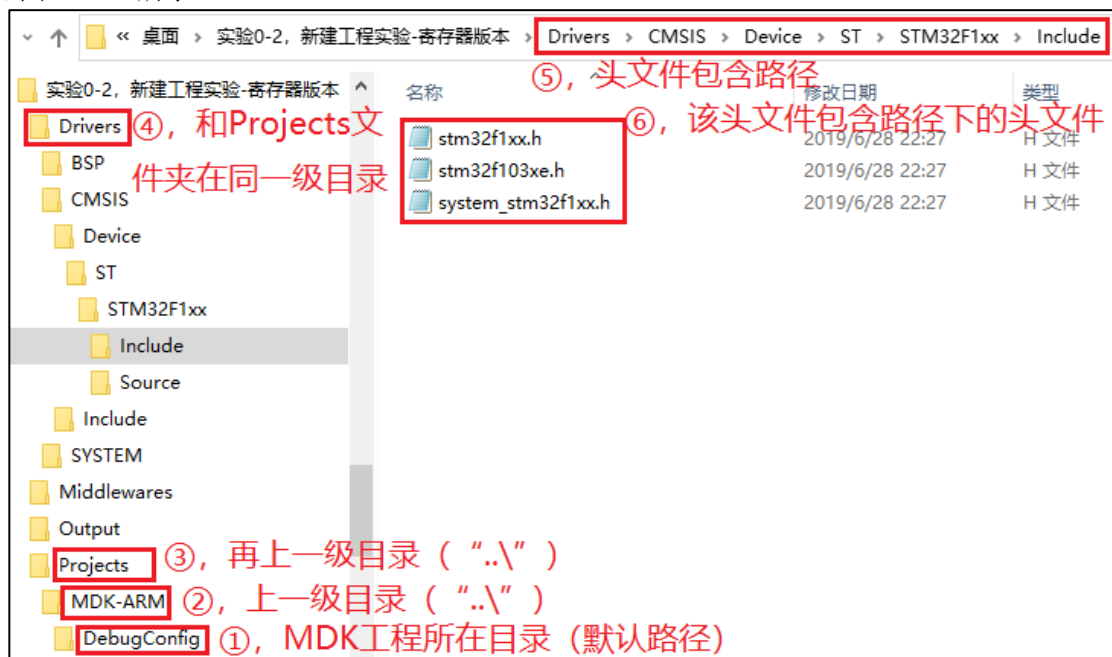 « 桌面 › 实验0-2，新建工程实验-寄存器版本 › Drivers › CMSIS › Device › ST › STM32F1xx › Include
⑤，头文件包含路径
实验0-2，新建工程实验-寄存器版本
名称 修改日期 类型
Drivers ④，和Projects文
件夹在同一级目录
⑥，该头文件包含路径下的头文件
stm32f1xx.h 2019/6/28 22:27 H 文件
BSP
stm32f103xe.h 2019/6/28 22:27 H 文件
CMSIS
system_stm32f1xx.h 2019/6/28 22:27 H 文件
Device
ST
STM32F1xx
Include
Source
Include
SYSTEM
Middlewares
Output
Projects ③，再上一级目录（“..\”）
MDK-ARM ②，上一级目录（“..\”）
DebugConfig ①，MDK工程所在目录（默认路径）